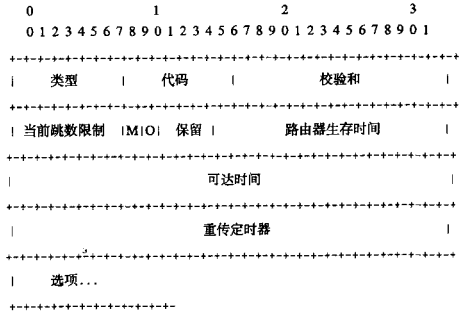 0 1 2 3
0 1 2 3 4 5 6 7 8 9 0 1 2 3 4 5 6 7 8 9 0 1 2 3 4 5 6 7 8 9 0 1
+-+-+-+-+-+-+-+-+-+-+-+-+-+-+-+-+-+-+-+-+-+-+-+-+-+-+-+-+-+-+-+-+
| 类型 | 代码 | 校验和 |
+-+-+-+-+-+-+-+-+-+-+-+-+-+-+-+-+-+-+-+-+-+-+-+-+-+-+-+-+-+-+-+-+
| 当前跳数限制 |M|O| 保留 | 路由器生存时间 |
+-+-+-+-+-+-+-+-+-+-+-+-+-+-+-+-+-+-+-+-+-+-+-+-+-+-+-+-+-+-+-+-+
| 可达时间 |
+-+-+-+-+-+-+-+-+-+-+-+-+-+-+-+-+-+-+-+-+-+-+-+-+-+-+-+-+-+-+-+-+
| 重传定时器 |
+-+-+-+-+-+-+-+-+-+-+-+-+-+-+-+-+-+-+-+-+-+-+-+-+-+-+-+-+-+-+-+-+
| 选项...
+-+-+-+-+-+-+-+-+-+-+-+-